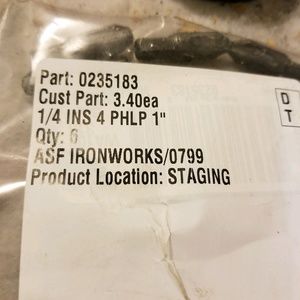 Part: 0235183
Cust Part: 3.40ea
1/4 INS 4 PHLP 1"
Qty: 6
ASF IRONWORKS/0799
Product Location: STAGING
D
T